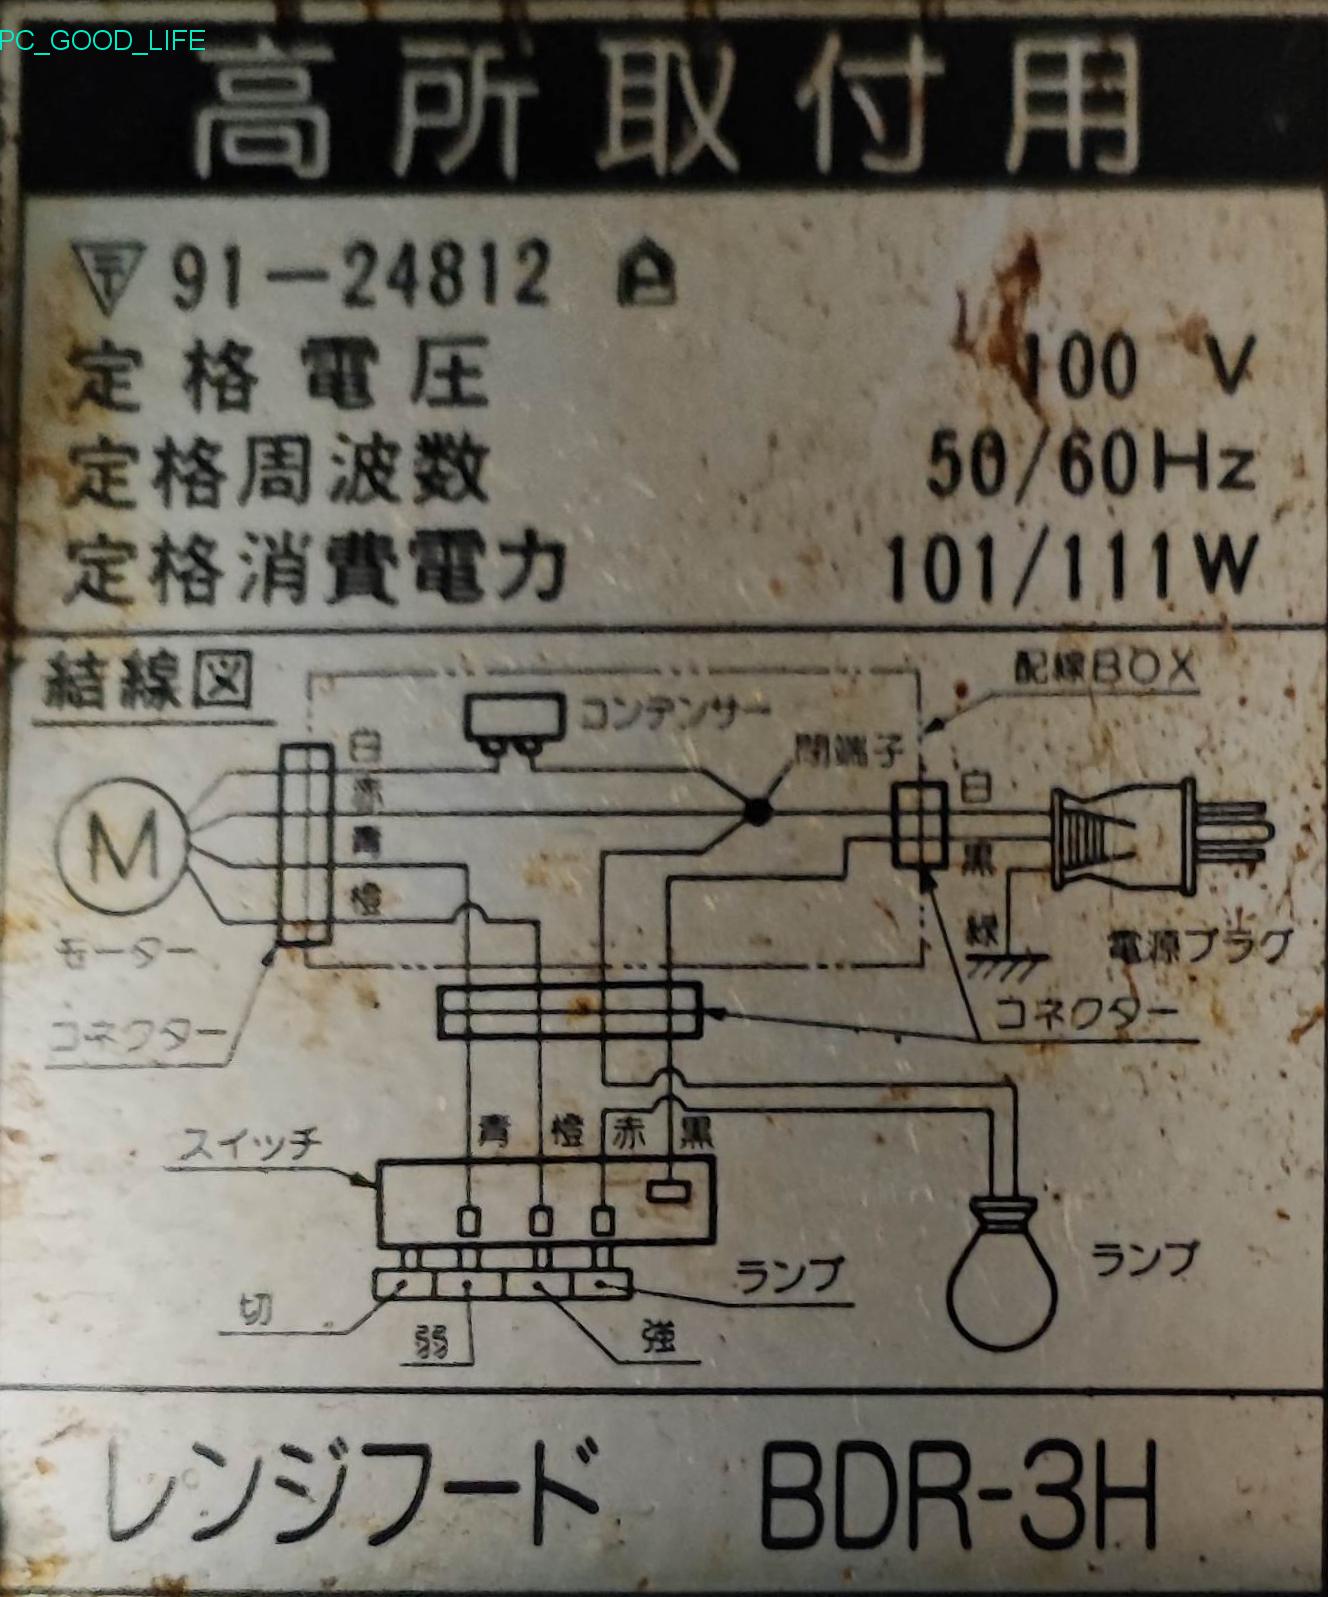 PC_GOOD_LIFE
高所取付用
91-24812
定格電圧 100 V
定格周波数 50/60Hz
定格消費電力 101/111W
結線図
配線BOX
コンデンサー
白
赤
青
橙
閉端子
白
黒
緑
M
モーター
電源プラグ
コネクター
コネクター
スイッチ
青 橙 赤 黒
ランプ
ランプ
切
弱
強
レンジフード BDR-3H